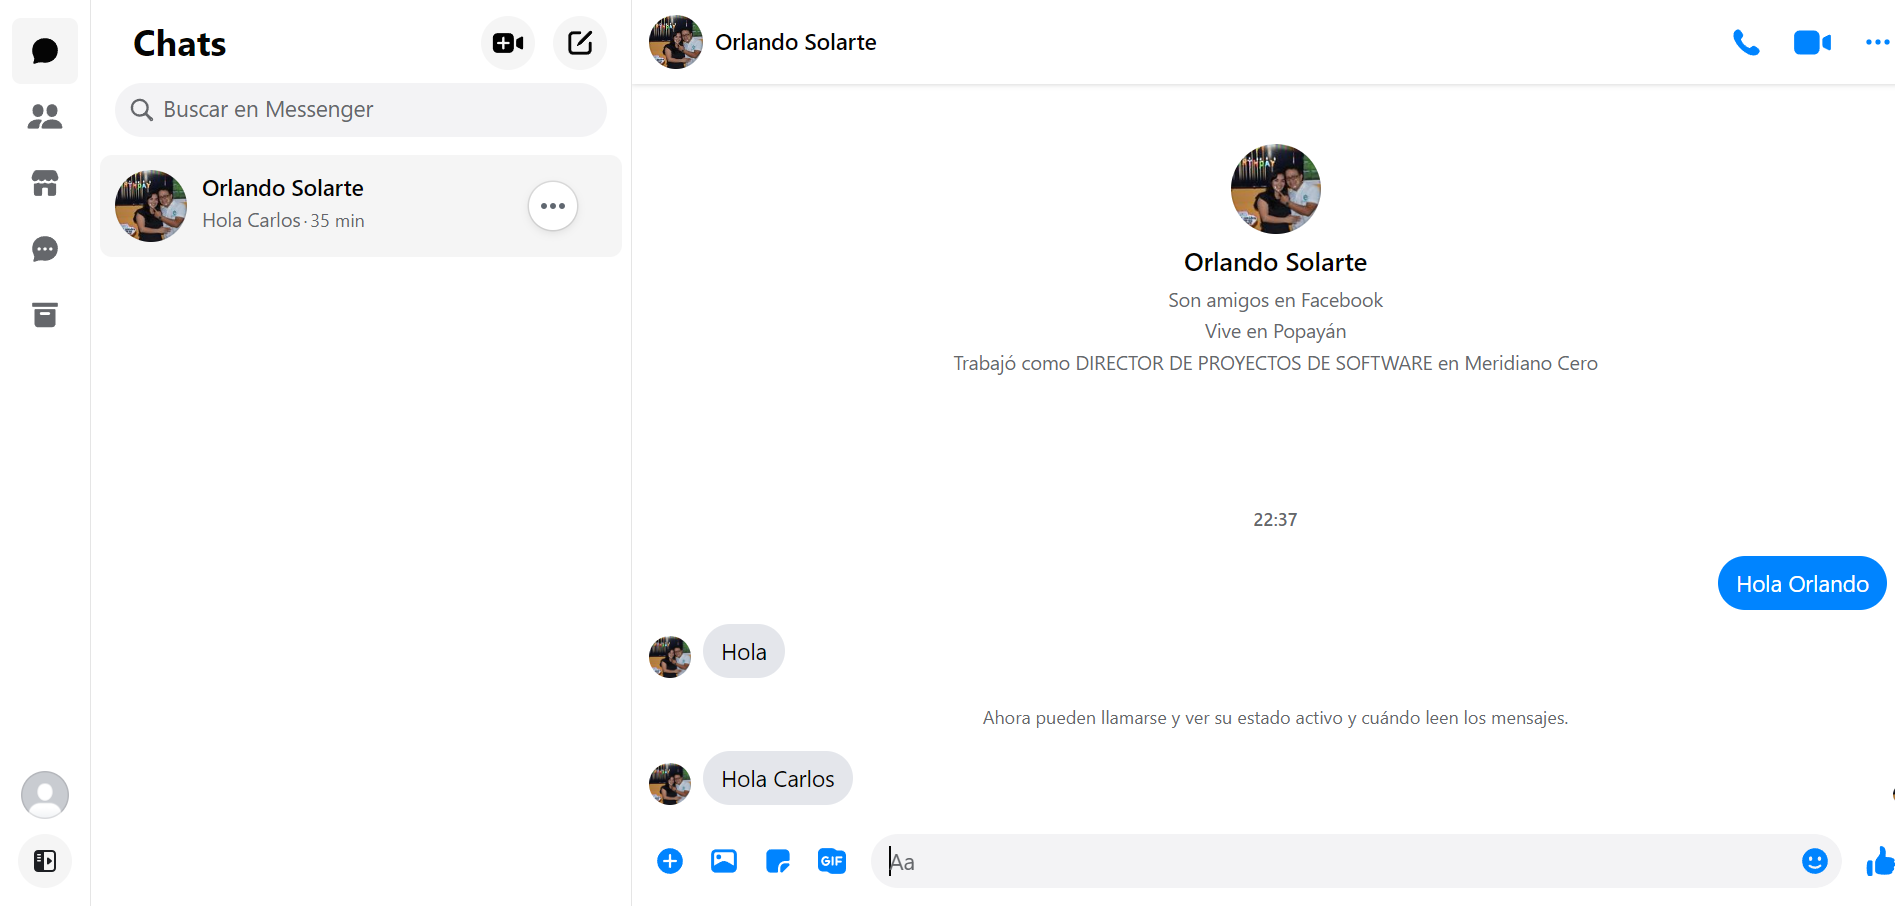 Chats
Buscar en Messenger
Orlando Solarte
Hola Carlos · 35 min
Orlando Solarte
Orlando Solarte
Son amigos en Facebook
Vive en Popayán
Trabajó como DIRECTOR DE PROYECTOS DE SOFTWARE en Meridiano Cero
22:37
Hola Orlando
Hola
Ahora pueden llamarse y ver su estado activo y cuándo leen los mensajes.
Hola Carlos
GIF
Aa